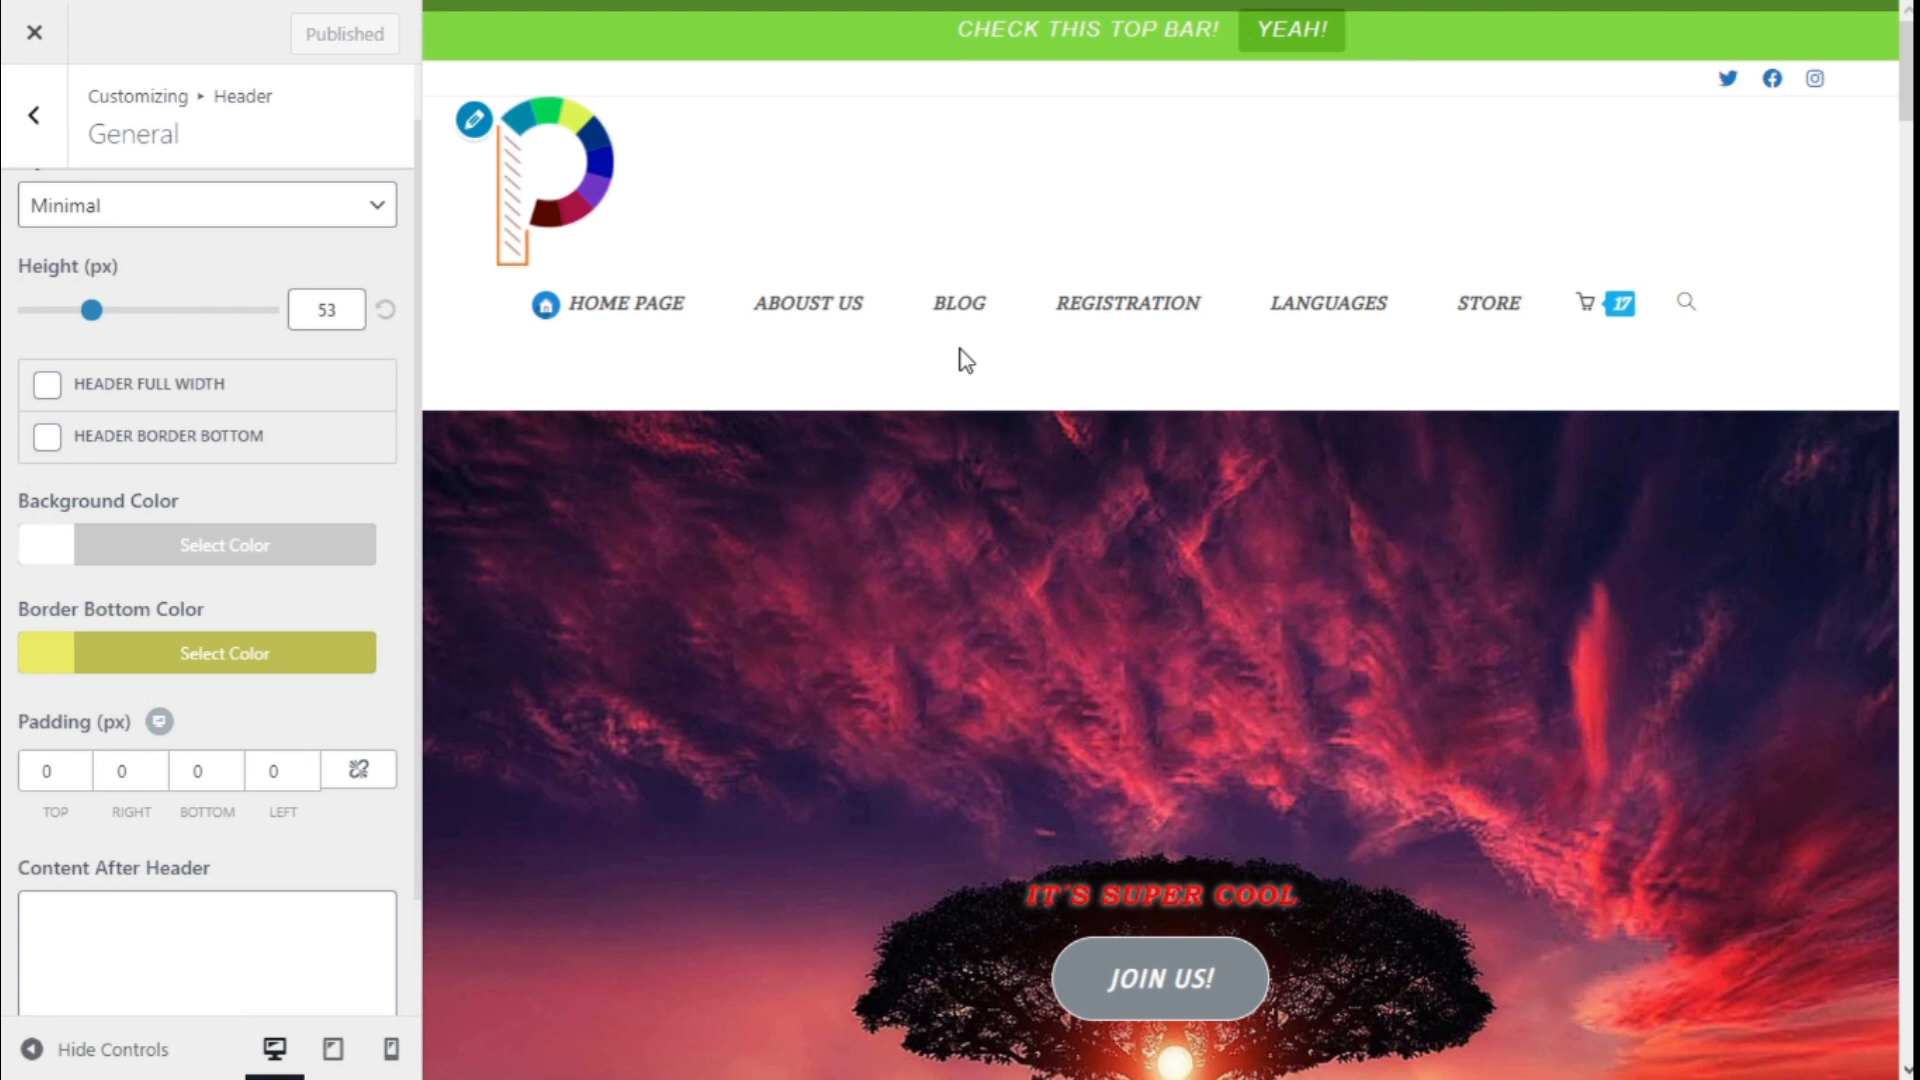 Published
CHECK THIS TOP BAR! YEAH!
Customizing ▸ Header
General
Minimal
Height (px)
53
HOME PAGE ABOUST US BLOG REGISTRATION LANGUAGES STORE 17
HEADER FULL WIDTH
HEADER BORDER BOTTOM
Background Color
Select Color
Border Bottom Color
Select Color
Padding (px)
0 0 0 0
TOP RIGHT BOTTOM LEFT
Content After Header
IT'S SUPER COOL
JOIN US!
Hide Controls